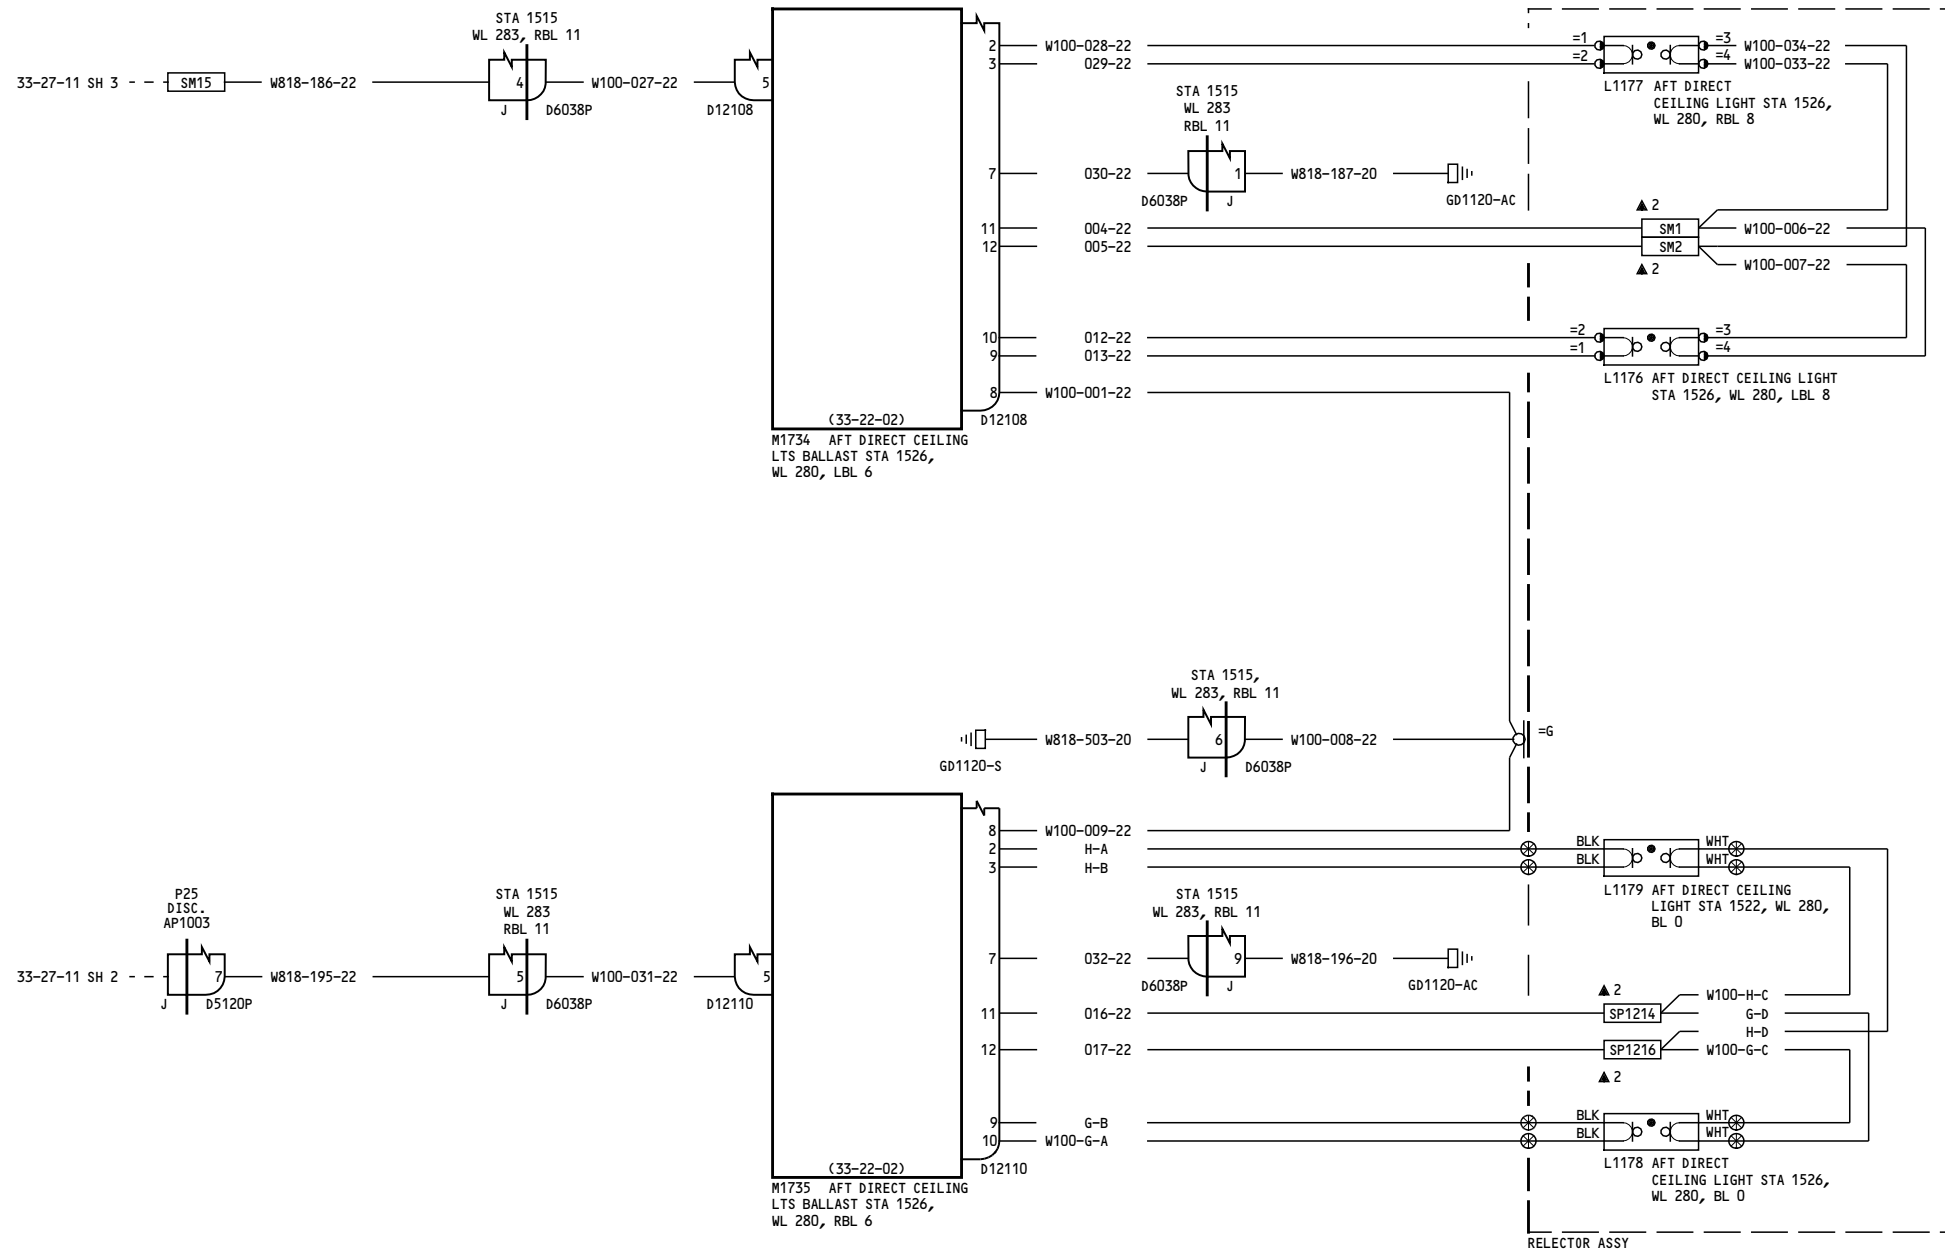 STA 1515
WL 283, RBL 11
33-27-11 SH 3
SM15
W818-186-22
4
J
D6038P
W100-027-22
5
D12108
2
W100-028-22
3
029-22
=1
=2
=3
=4
W100-034-22
W100-033-22
L1177 AFT DIRECT
CEILING LIGHT STA 1526,
WL 280, RBL 8
STA 1515
WL 283
RBL 11
7
030-22
1
D6038P
J
W818-187-20
GD1120-AC
2
11
004-22
SM1
W100-006-22
12
005-22
SM2
W100-007-22
2
10
012-22
9
013-22
=2
=1
=3
=4
L1176 AFT DIRECT CEILING LIGHT
STA 1526, WL 280, LBL 8
8
W100-001-22
(33-22-02)
D12108
M1734 AFT DIRECT CEILING
LTS BALLAST STA 1526,
WL 280, LBL 6
STA 1515,
WL 283, RBL 11
GD1120-S
W818-503-20
6
J
D6038P
W100-008-22
=G
8
W100-009-22
2
H-A
3
H-B
BLK
BLK
WHT
WHT
L1179 AFT DIRECT CEILING
LIGHT STA 1522, WL 280,
BL 0
P25
DISC.
AP1003
33-27-11 SH 2
7
J
D5120P
W818-195-22
STA 1515
WL 283
RBL 11
5
J
D6038P
W100-031-22
5
D12110
STA 1515
WL 283, RBL 11
7
032-22
9
D6038P
J
W818-196-20
GD1120-AC
2
11
016-22
SP1214
W100-H-C
G-D
H-D
12
017-22
SP1216
W100-G-C
2
9
G-B
10
W100-G-A
BLK
BLK
WHT
WHT
L1178 AFT DIRECT
CEILING LIGHT STA 1526,
WL 280, BL 0
(33-22-02)
D12110
M1735 AFT DIRECT CEILING
LTS BALLAST STA 1526,
WL 280, RBL 6
RELECTOR ASSY